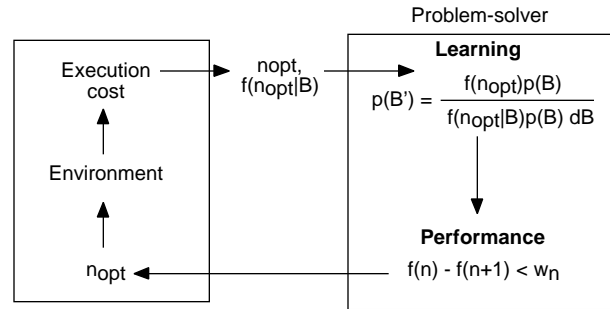 Problem-solver
Execution
cost
Environment
nopt
nopt,
f(nopt|B)
Learning
p(B') = f(nopt)p(B)
f(nopt|B)p(B) dB
Performance
f(n) - f(n+1) < wn